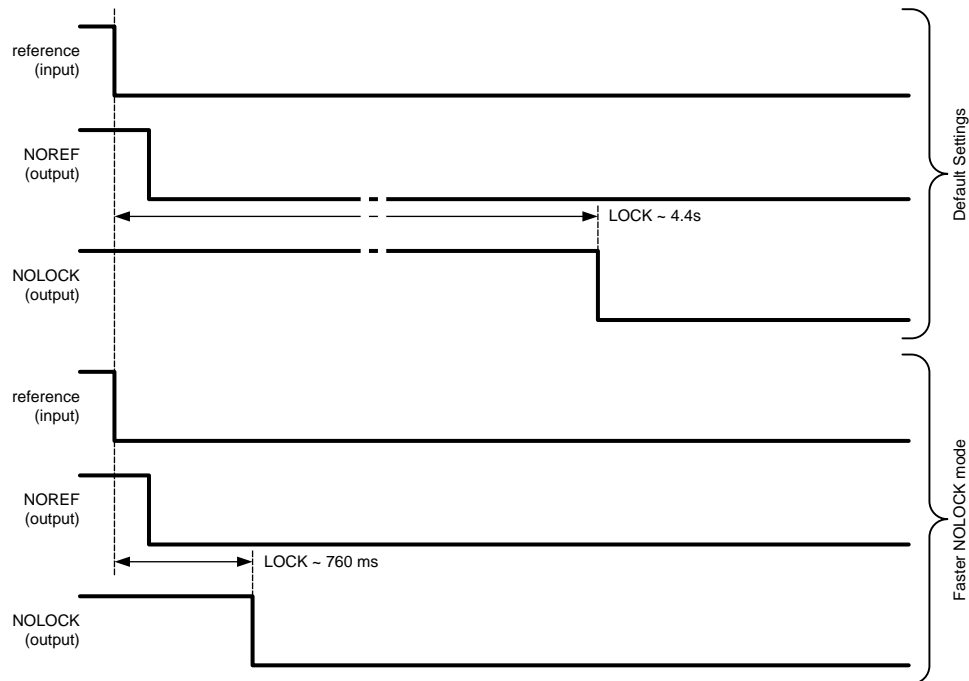 reference
(input)
NOREF
(output)
LOCK ~ 4.4s
NOLOCK
(output)
Default Settings
reference
(input)
NOREF
(output)
LOCK ~ 760 ms
NOLOCK
(output)
Faster NOLOCK mode